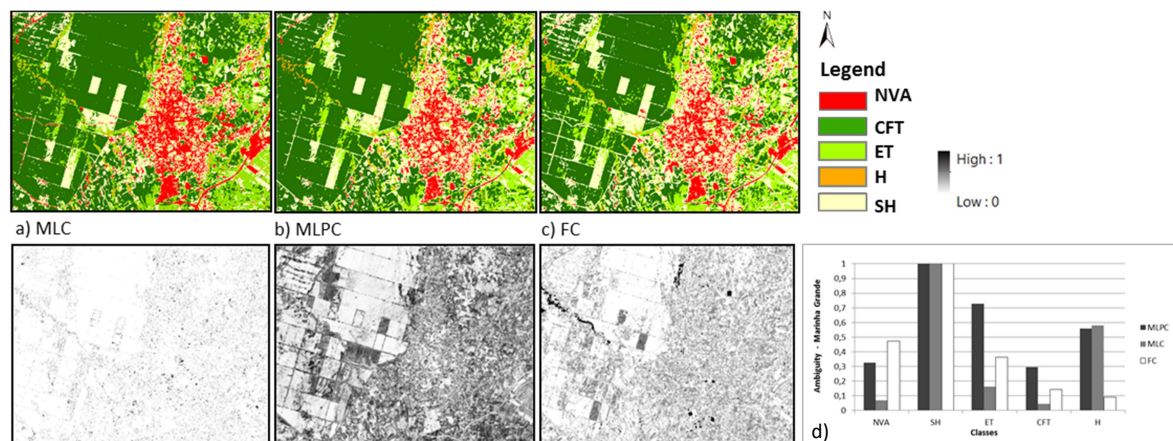 N
Legend
NVA
CFT
ET
H
SH
High : 1
Low : 0
a) MLC
b) MLPC
c) FC
Ambiguity - Marinha Grande
1
0,9
0,8
0,7
0,6
0,5
0,4
0,3
0,2
0,1
0
NVA
SH
ET
CFT
H
Classes
MLPC
MLC
FC
d)